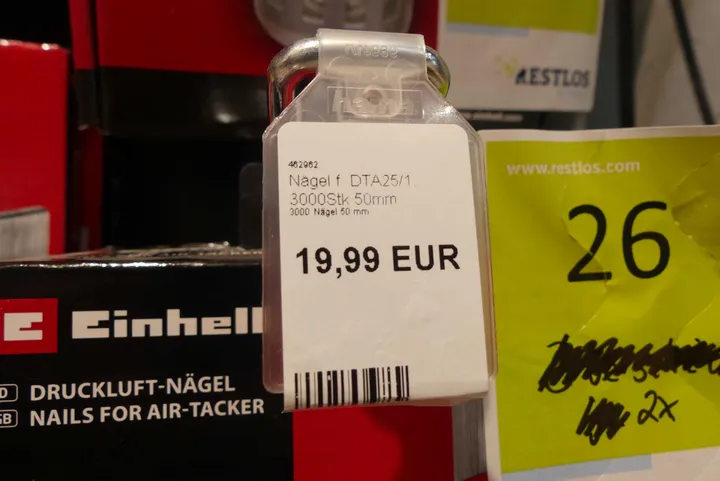 RESTLOS
462962
Nägel f. DTA25/1
3000Stk 50mm
3000 Nägel 50 mm
19,99 EUR
www.restlos.com
26
2x
Einhell
D DRUCKLUFT-NÄGEL
GB NAILS FOR AIR-TACKER